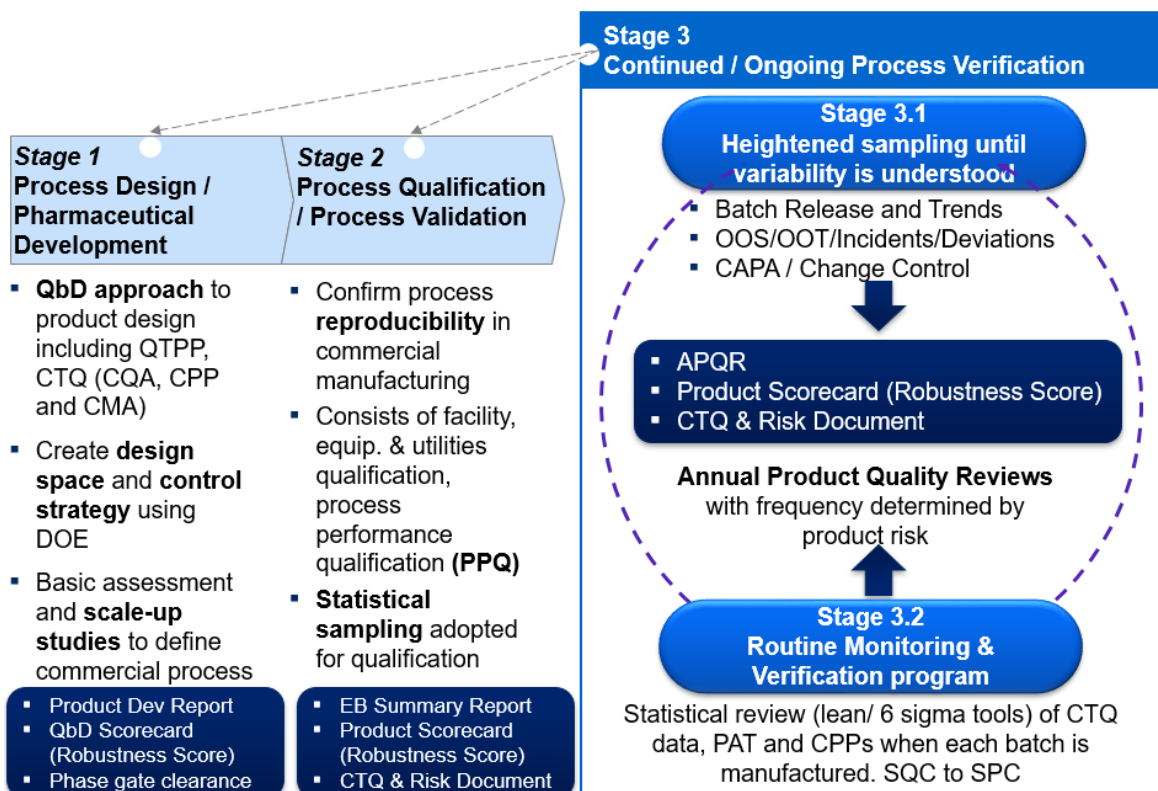 Stage 1
Process Design /
Pharmaceutical
Development
▪ QbD approach to
product design
including QTPP,
CTQ (CQA, CPP
and CMA)
▪ Create design
space and control
strategy using
DOE
▪ Basic assessment
and scale-up
studies to define
commercial process
▪ Product Dev Report
▪ QbD Scorecard
(Robustness Score)
▪ Phase gate clearance
Stage 2
Process Qualification
/ Process Validation
▪ Confirm process
reproducibility in
commercial
manufacturing
▪ Consists of facility,
equip. & utilities
qualification,
process
performance
qualification (PPQ)
▪ Statistical
sampling adopted
for qualification
▪ EB Summary Report
▪ Product Scorecard
(Robustness Score)
▪ CTQ & Risk Document
Stage 3
Continued / Ongoing Process Verification
Stage 3.1
Heightened sampling until
variability is understood
▪ Batch Release and Trends
▪ OOS/OOT/Incidents/Deviations
▪ CAPA / Change Control
▪ APQR
▪ Product Scorecard (Robustness Score)
▪ CTQ & Risk Document
Annual Product Quality Reviews
with frequency determined by
product risk
Stage 3.2
Routine Monitoring &
Verification program
Statistical review (lean/ 6 sigma tools) of CTQ
data, PAT and CPPs when each batch is
manufactured. SQC to SPC